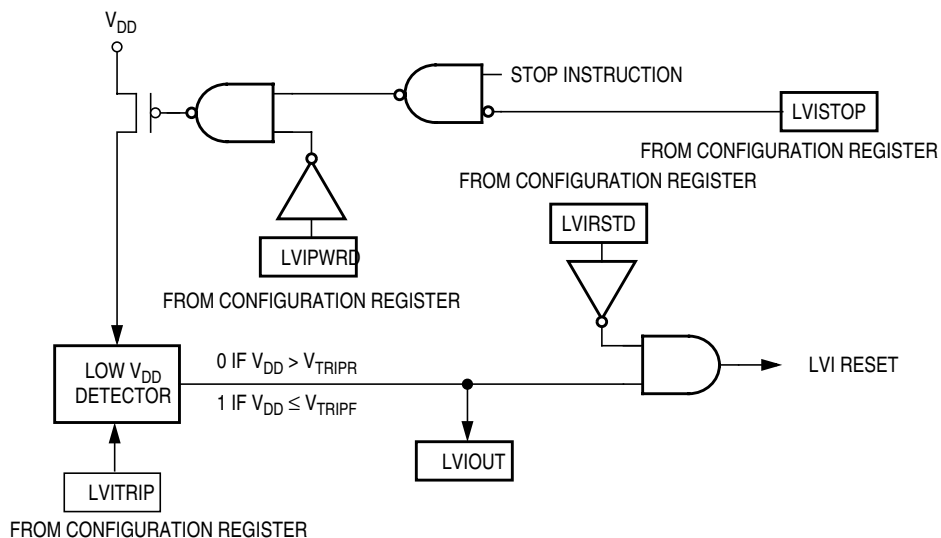 VDD
STOP INSTRUCTION
LVISTOP
FROM CONFIGURATION REGISTER
FROM CONFIGURATION REGISTER
LVIRSTD
LVIPWRD
FROM CONFIGURATION REGISTER
LOW VDD
DETECTOR
0 IF VDD > VTRIPR
1 IF VDD ≤ VTRIPF
LVI RESET
LVIOUT
LVITRIP
FROM CONFIGURATION REGISTER